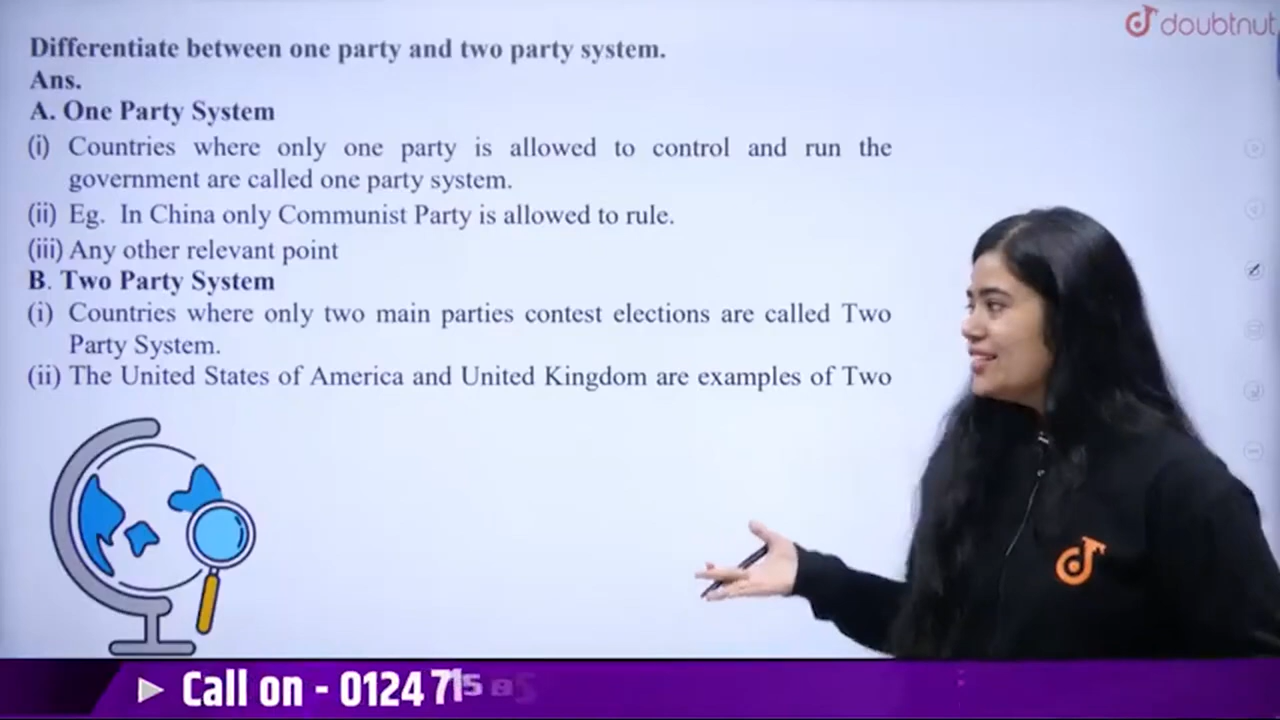 doubtnut
Differentiate between one party and two party system.
Ans.
A. One Party System
(i) Countries where only one party is allowed to control and run the
government are called one party system.
(ii) Eg. In China only Communist Party is allowed to rule.
(iii) Any other relevant point
B. Two Party System
(i) Countries where only two main parties contest elections are called Two
Party System.
(ii) The United States of America and United Kingdom are examples of Two
Call on - 0124 715